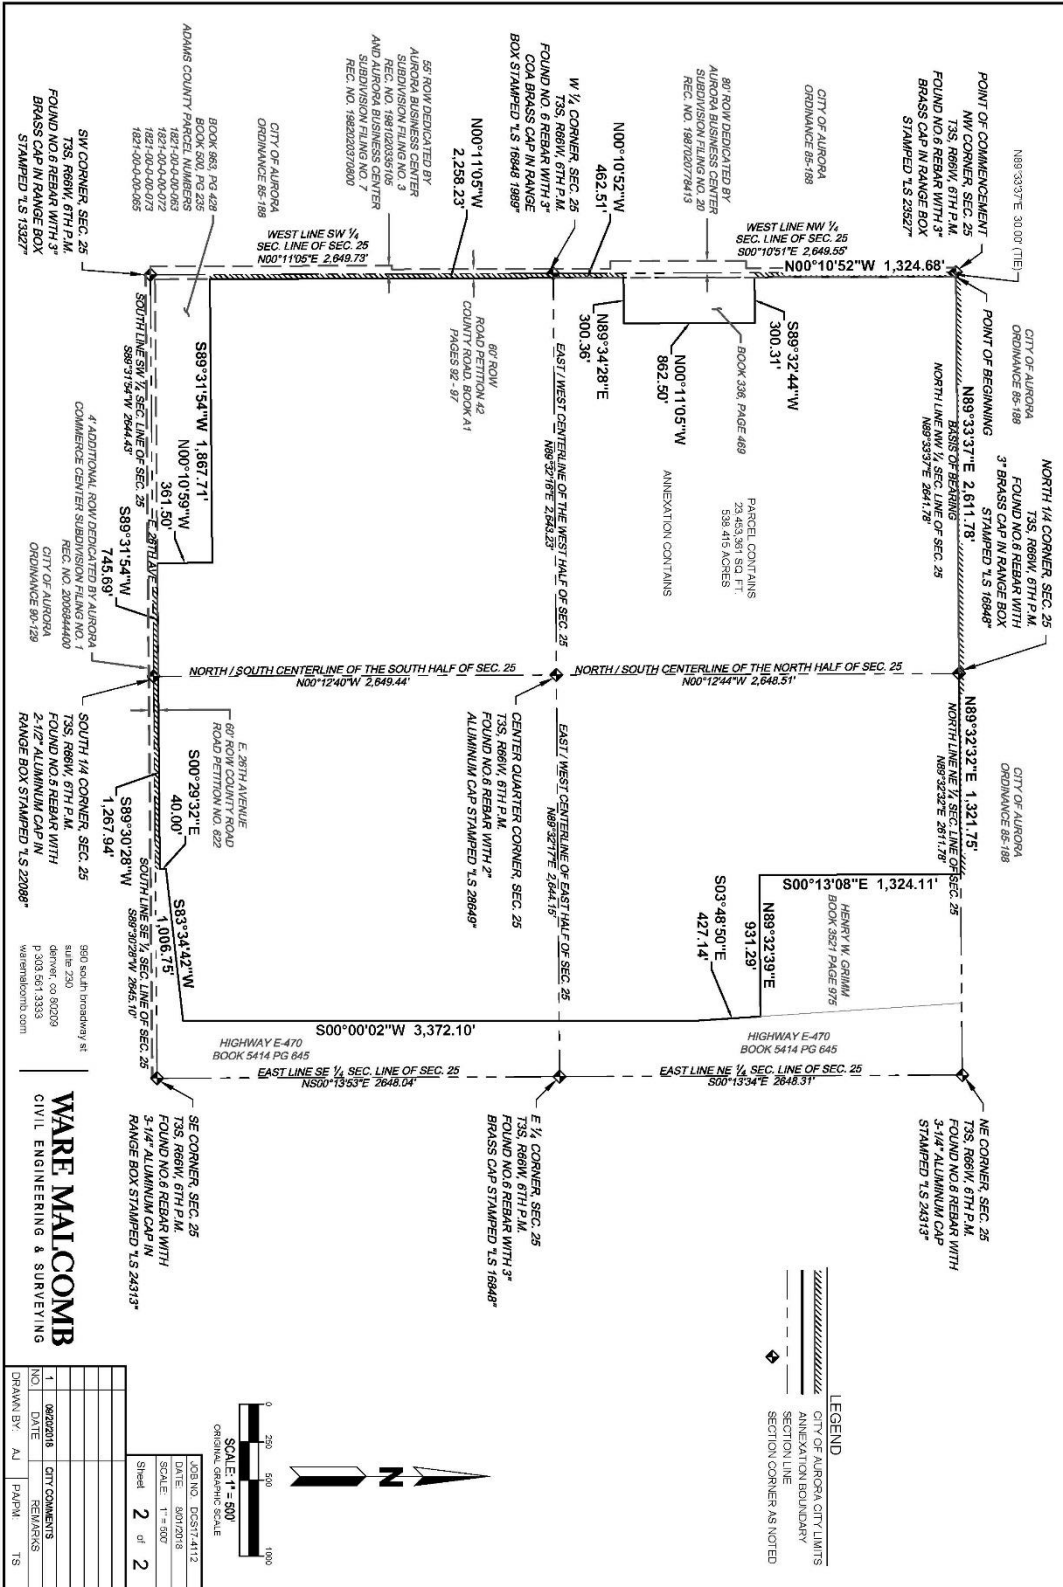 N89°33'37"E 30.00' (TIE)
POINT OF COMMENCEMENT
NW CORNER, SEC. 25
T3S, R66W, 6TH P.M.
FOUND NO.6 REBAR WITH 3"
BRASS CAP IN RANGE BOX
STAMPED "LS 23527"
CITY OF AURORA
ORDINANCE 85-188
POINT OF BEGINNING
CITY OF AURORA
ORDINANCE 85-188
N89°33'37"E 2,611.78'
BASIS OF BEARING
NORTH LINE NW ¼ SEC. LINE OF SEC. 25
N89°33'37"E 2641.78'
NORTH 1/4 CORNER, SEC. 25
T3S, R66W, 6TH P.M.
FOUND NO.6 REBAR WITH
3" BRASS CAP IN RANGE BOX
STAMPED "LS 16848"
N89°32'32"E 1,321.75'
NORTH LINE NE ¼ SEC. LINE OF SEC. 25
N89°32'32"E 2611.78'
CITY OF AURORA
ORDINANCE 85-188
NE CORNER, SEC. 25
T3S, R66W, 6TH P.M.
FOUND NO.6 REBAR WITH
3-1/4" ALUMINUM CAP
STAMPED "LS 24313"
N00°10'52"W 1,324.68'
WEST LINE NW ¼
SEC. LINE OF SEC. 25
S00°10'51"E 2,649.55'
80' ROW DEDICATED BY
AURORA BUSINESS CENTER
SUBDIVISION FILING NO. 20
REC. NO. 1987020778413
S89°32'44"W
300.31'
BOOK 336, PAGE 469
N00°11'05"W
862.50'
N89°34'28"E
300.36'
PARCEL CONTAINS
23,453,361 SQ. FT.
538.415 ACRES
ANNEXATION CONTAINS
S00°13'08"E 1,324.11'
HENRY W. GRIMM
BOOK 3521 PAGE 975
N89°32'39"E
931.29'
S03°48'50"E
427.14'
HIGHWAY E-470
BOOK 5414 PG 645
EAST LINE NE ¼ SEC. LINE OF SEC. 25
S00°13'34"E 2648.31'
N00°10'52"W
462.51'
W ¼ CORNER, SEC. 25
T3S, R66W, 6TH P.M.
FOUND NO. 6 REBAR WITH 3"
COA BRASS CAP IN RANGE
BOX STAMPED "LS 16848 1989"
EAST / WEST CENTERLINE OF THE WEST HALF OF SEC. 25
N89°32'16"E 2,643.23'
NORTH / SOUTH CENTERLINE OF THE NORTH HALF OF SEC. 25
N00°12'44"W 2,648.51'
CENTER QUARTER CORNER, SEC. 25
T3S, R66W, 6TH P.M.
FOUND NO.6 REBAR WITH 2"
ALUMINUM CAP STAMPED "LS 28649"
EAST / WEST CENTERLINE OF EAST HALF OF SEC. 25
N89°32'17"E 2,644.15'
E ¼ CORNER, SEC. 25
T3S, R66W, 6TH P.M.
FOUND NO.6 REBAR WITH 3"
BRASS CAP STAMPED "LS 16848"
N00°11'05"W
2,258.23'
WEST LINE SW ¼
SEC. LINE OF SEC. 25
N00°11'05"E 2,649.73'
55' ROW DEDICATED BY
AURORA BUSINESS CENTER
SUBDIVISION FILING NO. 3
REC. NO. 1981020335105
AND AURORA BUSINESS CENTER
SUBDIVISION FILING NO. 7
REC. NO. 1982020370800
60' ROW
ROAD PETITION 42
COUNTY ROAD, BOOK A1
PAGES 92 - 97
CITY OF AURORA
ORDINANCE 85-188
BOOK 963, PG 428
BOOK 500, PG 235
ADAMS COUNTY PARCEL NUMBERS
1821-00-0-00-063
1821-00-0-00-072
1821-00-0-00-073
1821-00-0-00-065
S89°31'54"W 1,867.71'
N00°10'59"W
361.50'
SW CORNER, SEC. 25
T3S, R66W, 6TH P.M.
FOUND NO.6 REBAR WITH 3"
BRASS CAP IN RANGE BOX
STAMPED "LS 13327"
SOUTH LINE SW ¼ SEC. LINE OF SEC. 25
S89°31'54"W 2644.43'
E. 26TH AVE
S89°31'54"W
745.69'
4' ADDITIONAL ROW DEDICATED BY AURORA
COMMERCE CENTER SUBDIVISION FILING NO. 1
REC. NO. 2006844400
CITY OF AURORA
ORDINANCE 90-129
NORTH / SOUTH CENTERLINE OF THE SOUTH HALF OF SEC. 25
N00°12'40"W 2,649.44'
SOUTH 1/4 CORNER, SEC. 25
T3S, R66W, 6TH P.M.
FOUND NO.5 REBAR WITH
2-1/2" ALUMINUM CAP IN
RANGE BOX STAMPED "LS 22088"
E. 26TH AVENUE
60' ROW COUNTY ROAD
ROAD PETITION NO. 622
S00°29'32"E
40.00'
S89°30'28"W
1,267.94'
S83°34'42"W
1,006.75'
SOUTH LINE SE ¼ SEC. LINE OF SEC. 25
S89°30'28"W 2645.10'
S00°00'02"W 3,372.10'
HIGHWAY E-470
BOOK 5414 PG 645
EAST LINE SE ¼ SEC. LINE OF SEC. 25
NS00°13'53"E 2648.04'
SE CORNER, SEC. 25
T3S, R66W, 6TH P.M.
FOUND NO.6 REBAR WITH
3-1/4" ALUMINUM CAP IN
RANGE BOX STAMPED "LS 24313"
LEGEND
CITY OF AURORA CITY LIMITS
ANNEXATION BOUNDARY
SECTION LINE
SECTION CORNER AS NOTED
N
0 250 500 1000
SCALE: 1" = 500'
ORIGINAL GRAPHIC SCALE
990 south broadway st
suite 230
denver, co 80209
p 303.561.3333
waremalcomb.com
WARE MALCOMB
CIVIL ENGINEERING & SURVEYING
1 09/20/2018 CITY COMMENTS
NO. DATE REMARKS
DRAWN BY: AJ PA/PM: TS
JOB NO. DCS17-4112
DATE: 8/01/2018
SCALE: 1" = 500'
Sheet 2 of 2